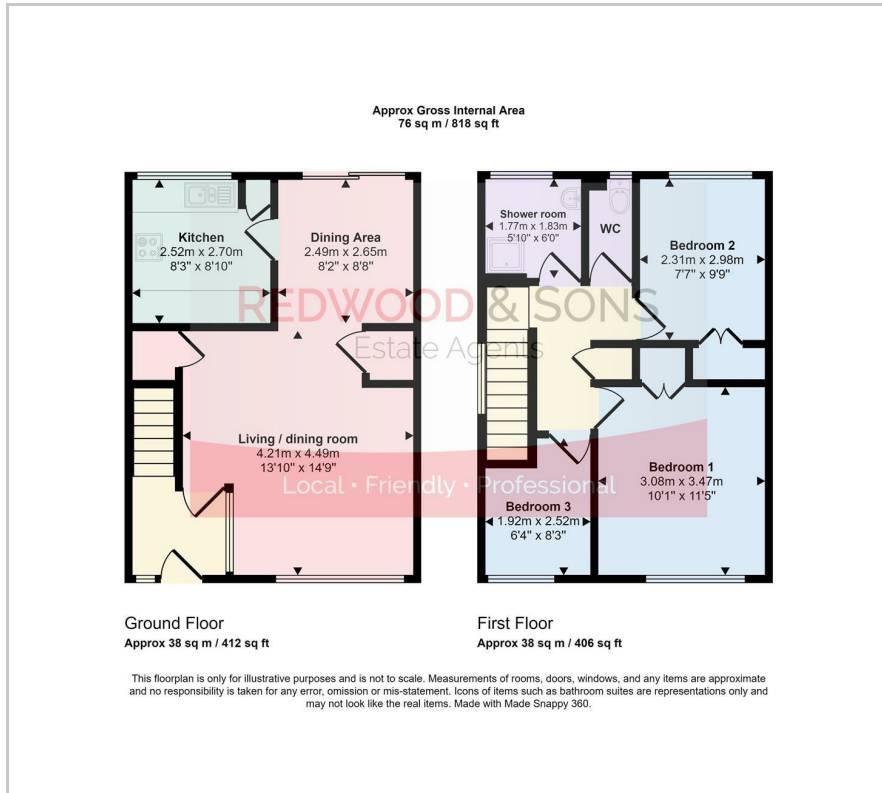 Approx Gross Internal Area
76 sq m / 818 sq ft
Kitchen
2.52m x 2.70m
8'3" x 8'10"
Dining Area
2.49m x 2.65m
8'2" x 8'8"
Living / dining room
4.21m x 4.49m
13'10" x 14'9"
Shower room
1.77m x 1.83m
5'10" x 6'0"
WC
Bedroom 2
2.31m x 2.98m
7'7" x 9'9"
Bedroom 1
3.08m x 3.47m
10'1" x 11'5"
Bedroom 3
1.92m x 2.52m
6'4" x 8'3"
REDWOOD & SONS
Estate Agents
Local • Friendly • Professional
Ground Floor
Approx 38 sq m / 412 sq ft
First Floor
Approx 38 sq m / 406 sq ft
This floorplan is only for illustrative purposes and is not to scale. Measurements of rooms, doors, windows, and any items are approximate
and no responsibility is taken for any error, omission or mis-statement. Icons of items such as bathroom suites are representations only and
may not look like the real items. Made with Made Snappy 360.